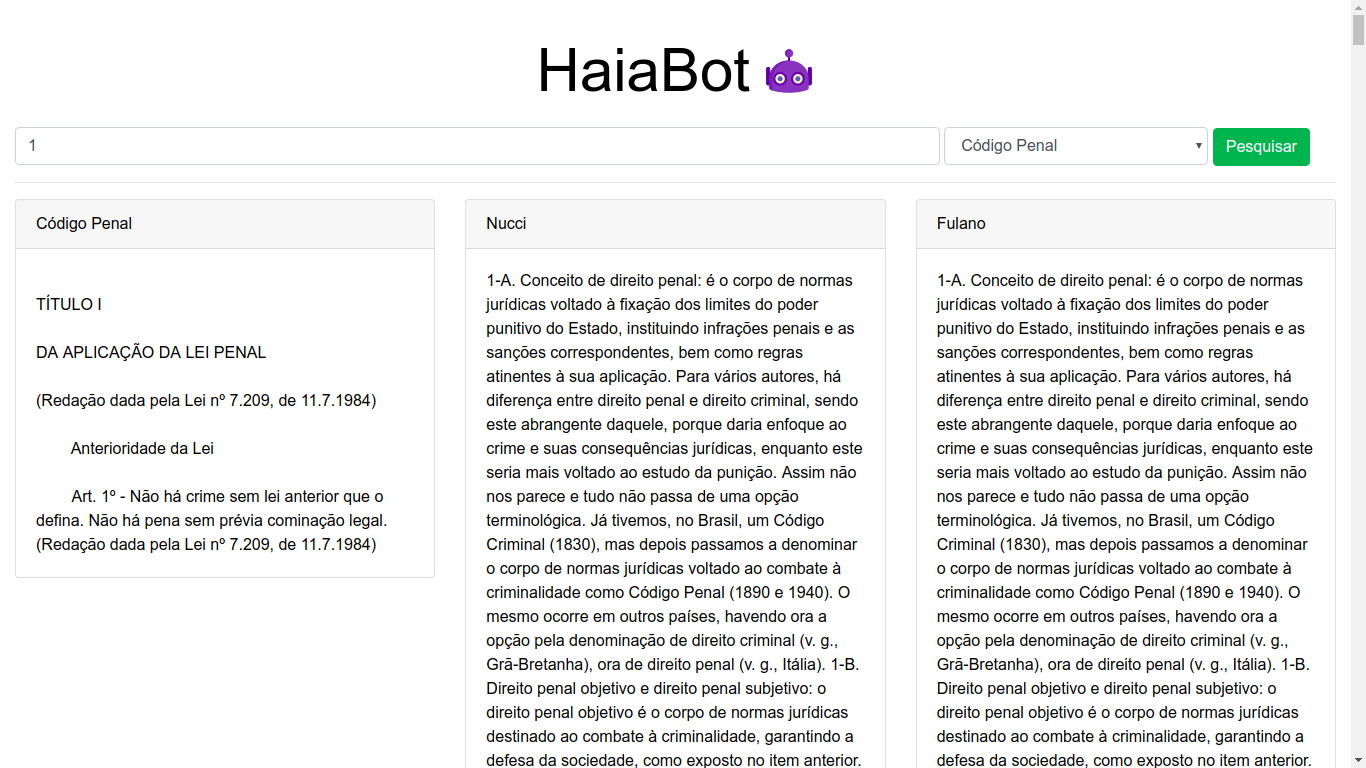 HaiaBot
1
Código Penal
Pesquisar
Código Penal
TÍTULO I
DA APLICAÇÃO DA LEI PENAL
(Redação dada pela Lei nº 7.209, de 11.7.1984)
Anterioridade da Lei
Art. 1º - Não há crime sem lei anterior que o
defina. Não há pena sem prévia cominação legal.
(Redação dada pela Lei nº 7.209, de 11.7.1984)
Nucci
1-A. Conceito de direito penal: é o corpo de normas
jurídicas voltado à fixação dos limites do poder
punitivo do Estado, instituindo infrações penais e as
sanções correspondentes, bem como regras
atinentes à sua aplicação. Para vários autores, há
diferença entre direito penal e direito criminal, sendo
este abrangente daquele, porque daria enfoque ao
crime e suas consequências jurídicas, enquanto este
seria mais voltado ao estudo da punição. Assim não
nos parece e tudo não passa de uma opção
terminológica. Já tivemos, no Brasil, um Código
Criminal (1830), mas depois passamos a denominar
o corpo de normas jurídicas voltado ao combate à
criminalidade como Código Penal (1890 e 1940). O
mesmo ocorre em outros países, havendo ora a
opção pela denominação de direito criminal (v. g.,
Grã-Bretanha), ora de direito penal (v. g., Itália). 1-B.
Direito penal objetivo e direito penal subjetivo: o
direito penal objetivo é o corpo de normas jurídicas
destinado ao combate à criminalidade, garantindo a
defesa da sociedade, como exposto no item anterior.
Fulano
1-A. Conceito de direito penal: é o corpo de normas
jurídicas voltado à fixação dos limites do poder
punitivo do Estado, instituindo infrações penais e as
sanções correspondentes, bem como regras
atinentes à sua aplicação. Para vários autores, há
diferença entre direito penal e direito criminal, sendo
este abrangente daquele, porque daria enfoque ao
crime e suas consequências jurídicas, enquanto este
seria mais voltado ao estudo da punição. Assim não
nos parece e tudo não passa de uma opção
terminológica. Já tivemos, no Brasil, um Código
Criminal (1830), mas depois passamos a denominar
o corpo de normas jurídicas voltado ao combate à
criminalidade como Código Penal (1890 e 1940). O
mesmo ocorre em outros países, havendo ora a
opção pela denominação de direito criminal (v. g.,
Grã-Bretanha), ora de direito penal (v. g., Itália). 1-B.
Direito penal objetivo e direito penal subjetivo: o
direito penal objetivo é o corpo de normas jurídicas
destinado ao combate à criminalidade, garantindo a
defesa da sociedade, como exposto no item anterior.